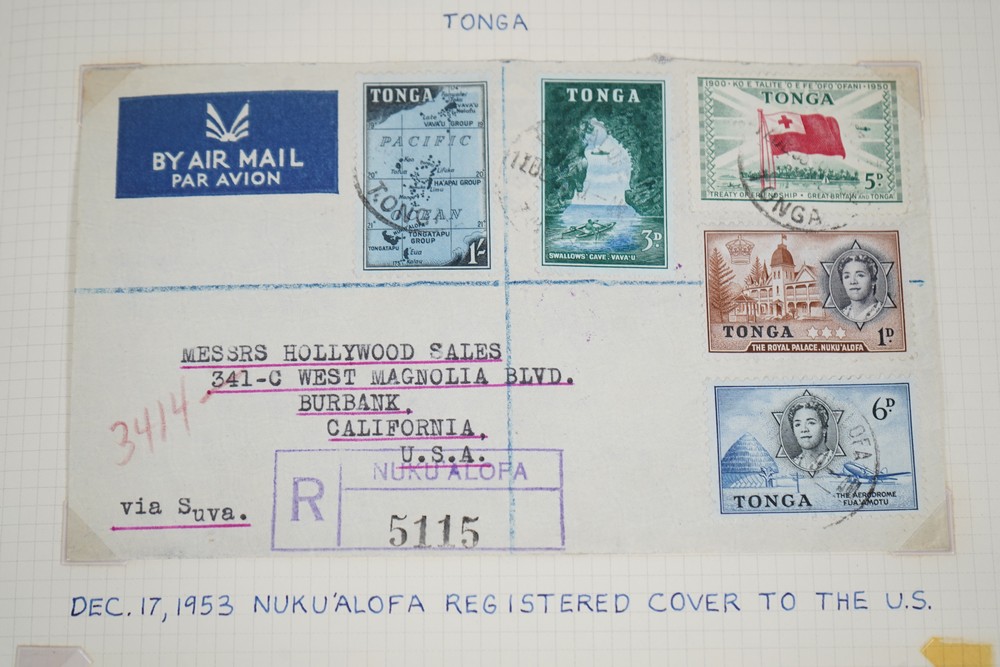 TONGA
BY AIR MAIL
PAR AVION
TONGA
VAVA'U GROUP
PACIFIC
HA'APAI GROUP
OCEAN
TONGATAPU
TONGATAPU GROUP
Eua
1/-
TONGA
3D
SWALLOWS' CAVE, VAVA'U
1900 · KO E TALITE 'O E FE 'OFO 'OFANI · 1950
TONGA
5D
TREATY OF FRIENDSHIP · GREAT BRITAIN AND TONGA
TONGA
1D.
THE ROYAL PALACE, NUKU'ALOFA
6D
TONGA
THE AERODROME
FUA'AMOTU
MESSRS HOLLYWOOD SALES
341-C WEST MAGNOLIA BLVD.
BURBANK,
CALIFORNIA,
U.S.A.
3414
via Suva.
R
NUKU'ALOFA
5115
DEC. 17, 1953 NUKU'ALOFA REGISTERED COVER TO THE U.S.